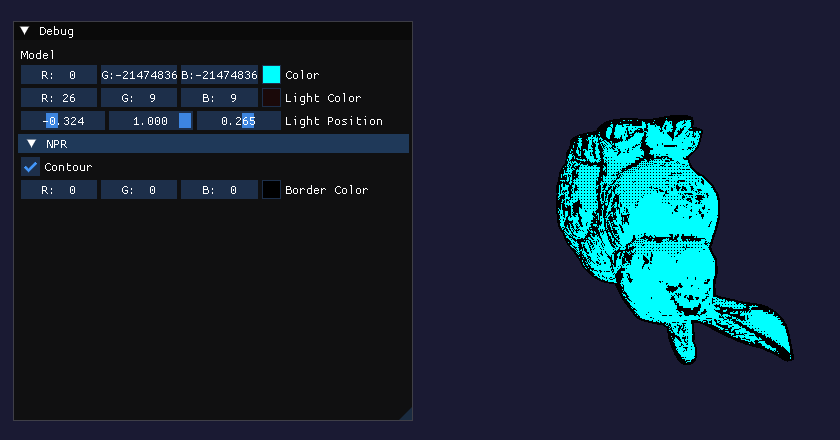 Debug
Model
R: 0 G:-21474836 B:-21474836 Color
R: 26 G: 9 B: 9 Light Color
-0.324 1.000 0.265 Light Position
NPR
Contour
R: 0 G: 0 B: 0 Border Color